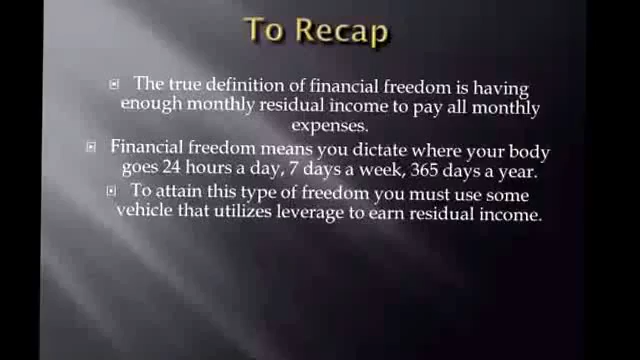 To Recap
The true definition of financial freedom is having
enough monthly residual income to pay all monthly
expenses.
Financial freedom means you dictate where your body
goes 24 hours a day, 7 days a week, 365 days a year.
To attain this type of freedom you must use some
vehicle that utilizes leverage to earn residual income.